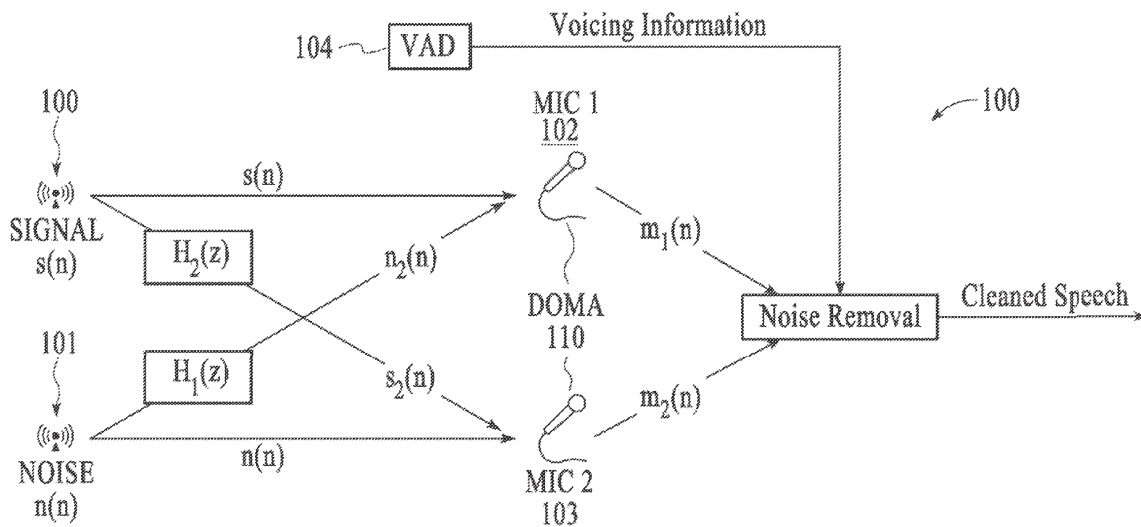 104
VAD
Voicing Information
100
MIC 1
102
100
s(n)
SIGNAL
s(n)
H₂(z)
n₂(n)
m₁(n)
DOMA
110
Noise Removal
Cleaned Speech
101
H₁(z)
s₂(n)
m₂(n)
n(n)
NOISE
n(n)
MIC 2
103